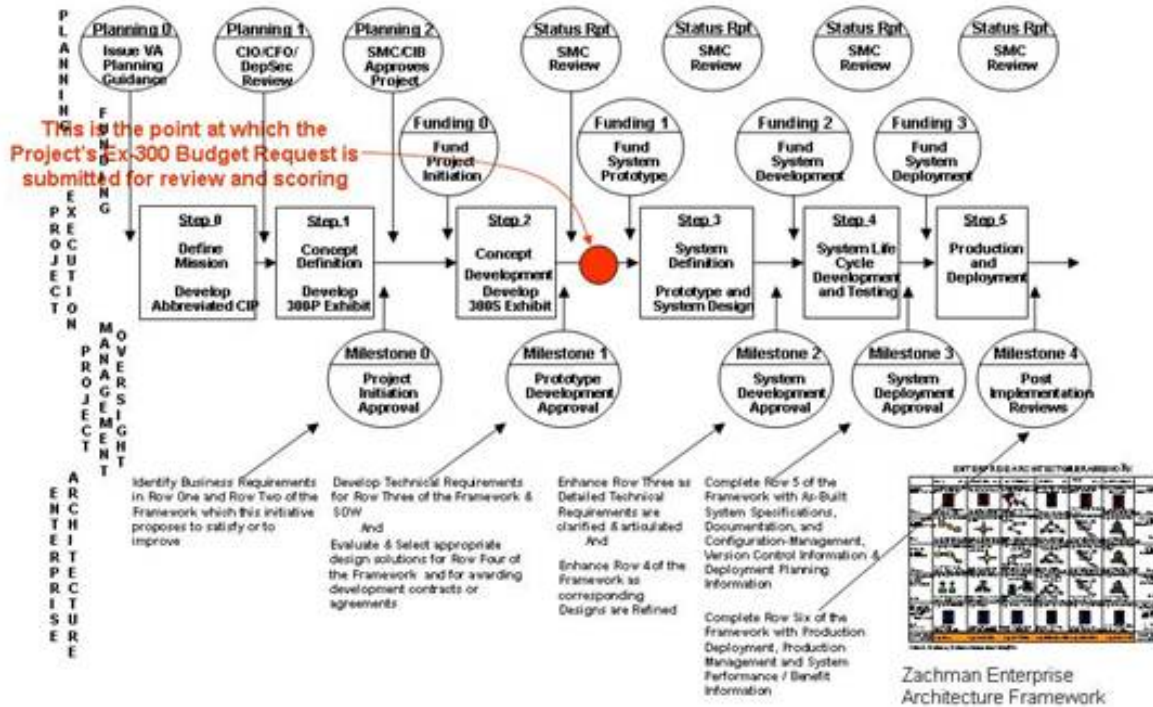 PLANNING
FUNDING
PROJECT
EXECUTION
PROJECT
MANAGEMENT
OVERSIGHT
ENTERPRISE
ARCHITECTURE
Planning 0
Issue VA
Planning
Guidance
Planning 1
CIO/CFO/
DepSec
Review
Planning 2
SMC/CIB
Approves
Project
Status Rpt
SMC
Review
Status Rpt
SMC
Review
Status Rpt
SMC
Review
Status Rpt
SMC
Review
This is the point at which the
Project's Ex-300 Budget Request is
submitted for review and scoring
Funding 0
Fund
Project
Initiation
Funding 1
Fund
System
Prototype
Funding 2
Fund
System
Development
Funding 3
Fund
System
Deployment
Step 0
Define
Mission
Develop
Abbreviated CIP
Step 1
Concept
Definition
Develop
300P Exhibit
Step 2
Concept
Development
Develop
300S Exhibit
Step 3
System
Definition
Prototype and
System Design
Step 4
System Life
Cycle
Development
and Testing
Step 5
Production
and
Deployment
Milestone 0
Project
Initiation
Approval
Milestone 1
Prototype
Development
Approval
Milestone 2
System
Development
Approval
Milestone 3
System
Deployment
Approval
Milestone 4
Post
Implementation
Reviews
Identify Business Requirements
in Row One and Row Two of the
Framework which this initiative
proposes to satisfy or to
improve
Develop Technical Requirements
for Row Three of the Framework &
SOW
And
Evaluate & Select appropriate
design solutions for Row Four of
the Framework and for awarding
development contracts or
agreements
Enhance Row Three as
Detailed Technical
Requirements are
clarified & articulated
And
Enhance Row 4 of the
Framework as
corresponding
Designs are Refined
Complete Row 5 of the
Framework with As-Built
System Specifications,
Documentation, and
Configuration-Management,
Version Control Information &
Deployment Planning
Information
Complete Row Six of the
Framework with Production
Deployment, Production
Management and System
Performance / Benefit
Information
ENTERPRISE ARCHITECTURE
Zachman Enterprise
Architecture Framework